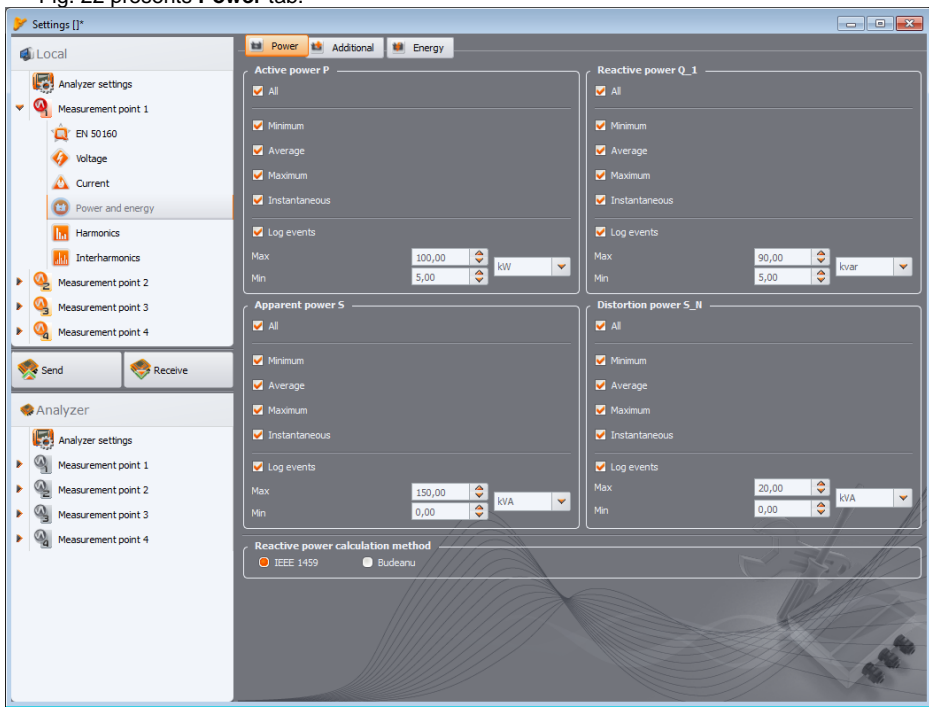 Fig. 22 presents Power tab.
Settings []*
Local
Analyzer settings
Measurement point 1
EN 50160
Voltage
Current
Power and energy
Harmonics
Interharmonics
Measurement point 2
Measurement point 3
Measurement point 4
Send
Receive
Analyzer
Analyzer settings
Measurement point 1
Measurement point 2
Measurement point 3
Measurement point 4
Power
Additional
Energy
Active power P
All
Minimum
Average
Maximum
Instantaneous
Log events
Max 100,00
Min 5,00
kW
Reactive power Q_1
All
Minimum
Average
Maximum
Instantaneous
Log events
Max 90,00
Min 5,00
kvar
Apparent power S
All
Minimum
Average
Maximum
Instantaneous
Log events
Max 150,00
Min 0,00
kVA
Distortion power S_N
All
Minimum
Average
Maximum
Instantaneous
Log events
Max 20,00
Min 0,00
kVA
Reactive power calculation method
IEEE 1459
Budeanu